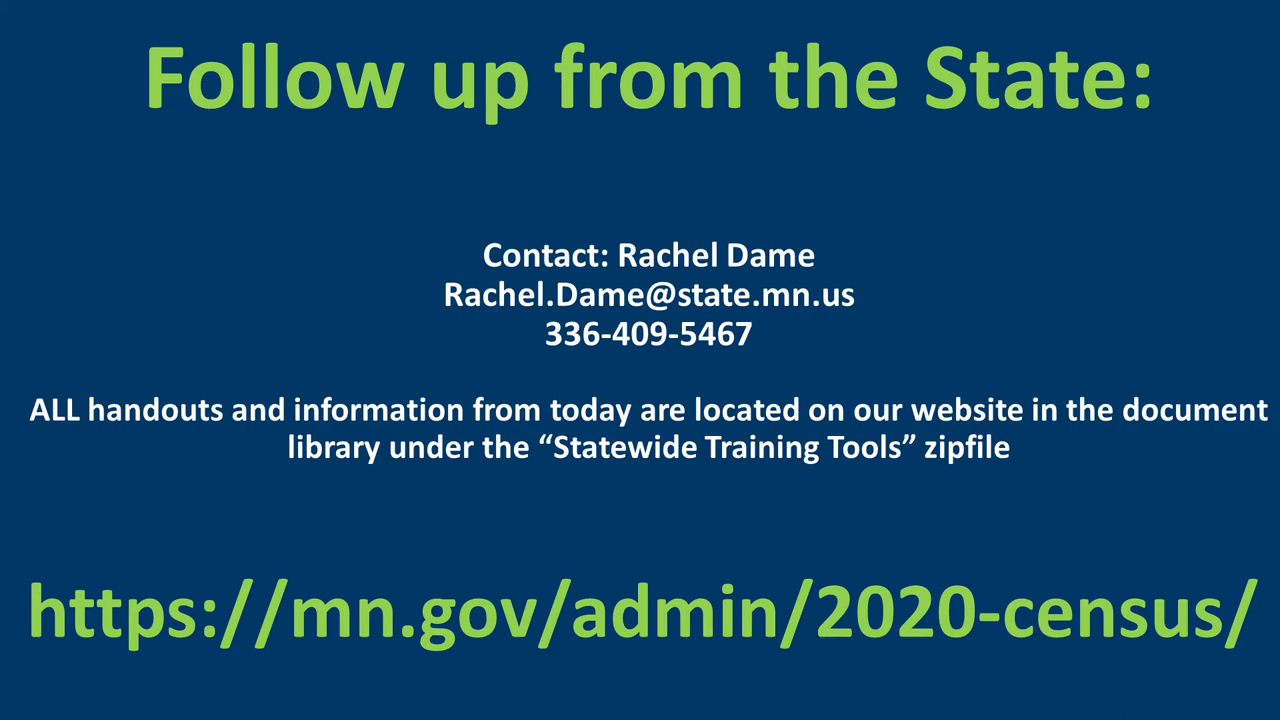 Follow up from the State:
Contact: Rachel Dame
Rachel.Dame@state.mn.us
336-409-5467
ALL handouts and information from today are located on our website in the document
library under the “Statewide Training Tools” zipfile
https://mn.gov/admin/2020-census/